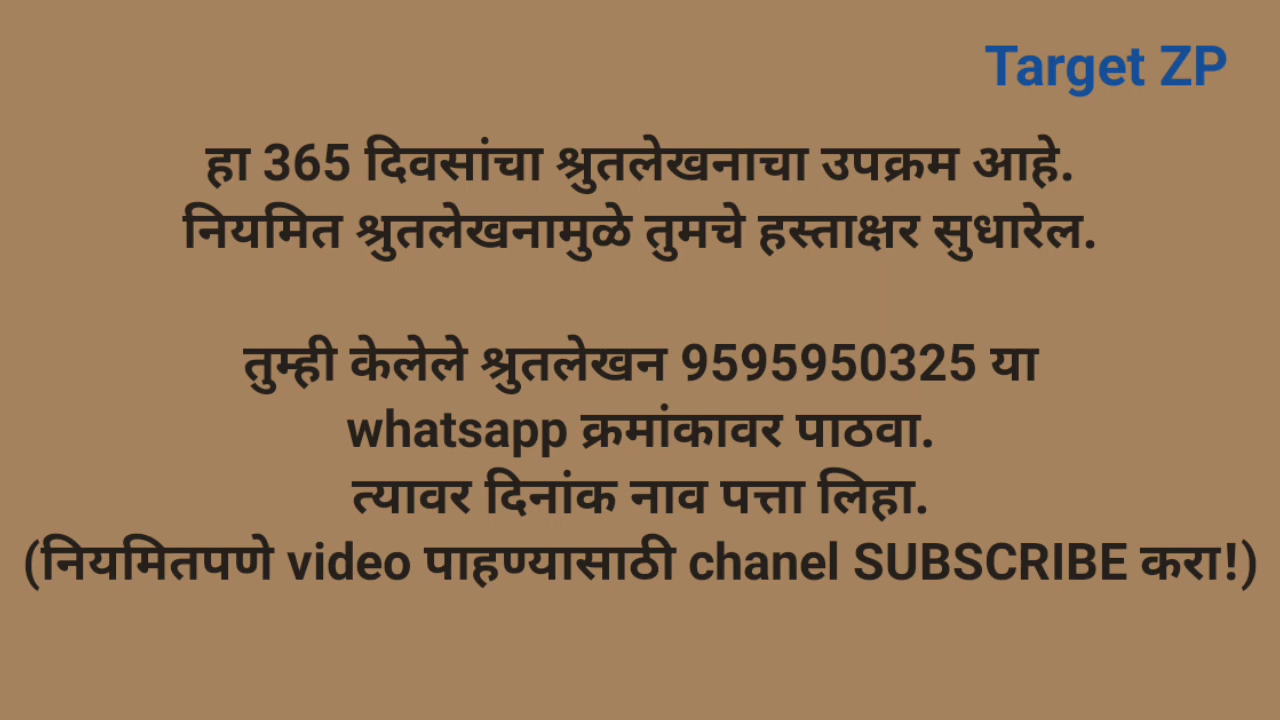 Target ZP
हा 365 दिवसांचा श्रुतलेखनाचा उपक्रम आहे.
नियमित श्रुतलेखनामुळे तुमचे हस्ताक्षर सुधारेल.
तुम्ही केलेले श्रुतलेखन 9595950325 या
whatsapp क्रमांकावर पाठवा.
त्यावर दिनांक नाव पत्ता लिहा.
(नियमितपणे video पाहण्यासाठी chanel SUBSCRIBE करा!)